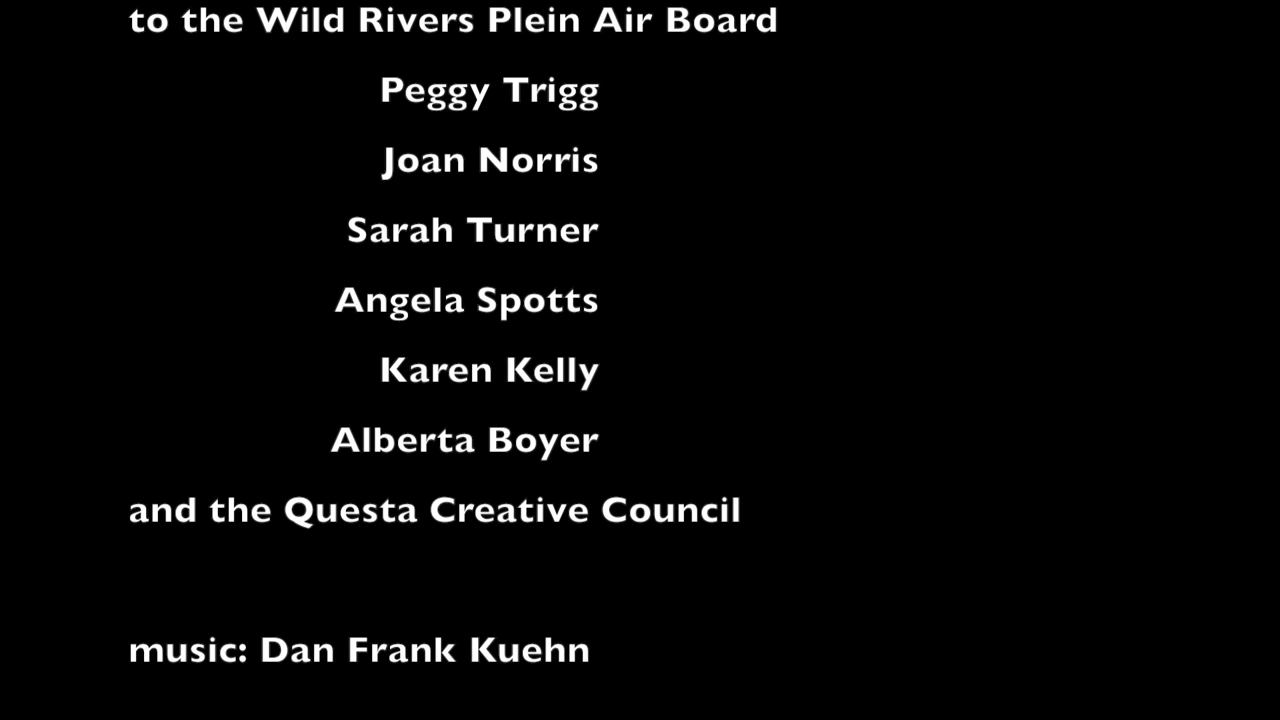 to the Wild Rivers Plein Air Board
Peggy Trigg
Joan Norris
Sarah Turner
Angela Spotts
Karen Kelly
Alberta Boyer
and the Questa Creative Council
music: Dan Frank Kuehn